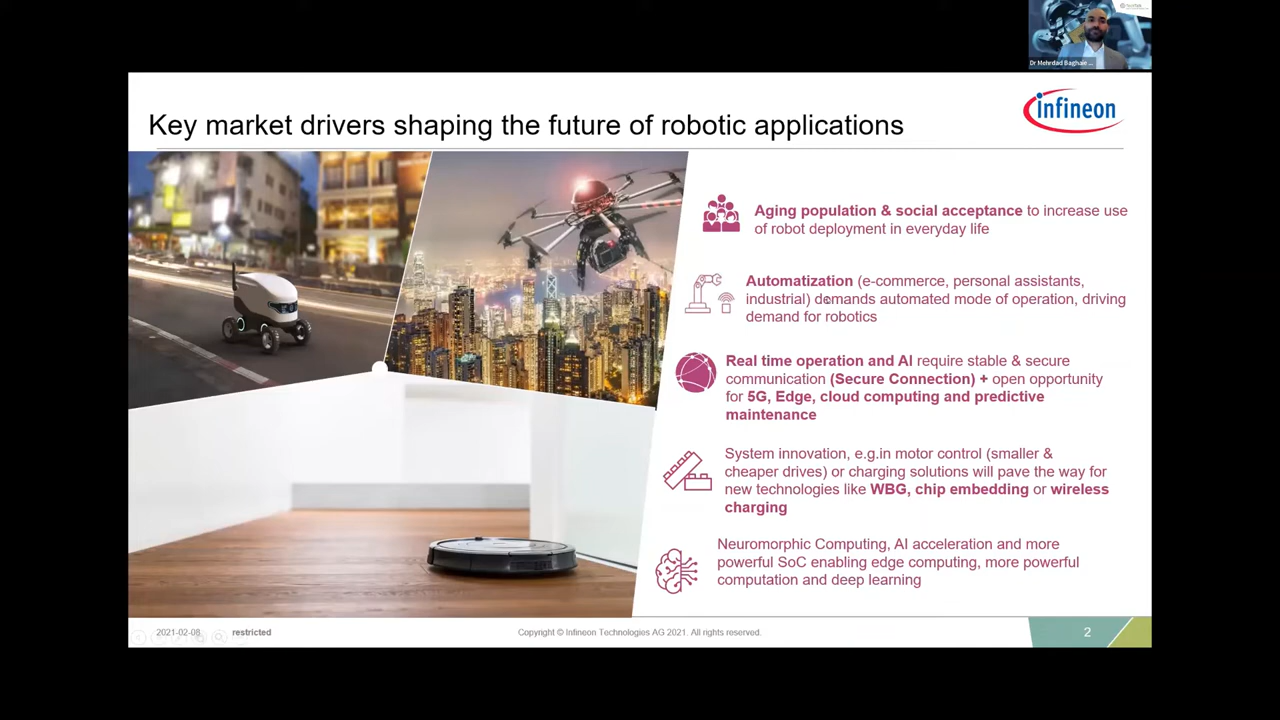 Dr Mehrdad Baghaie ...
infineon
Key market drivers shaping the future of robotic applications
Aging population & social acceptance to increase use
of robot deployment in everyday life
Automatization (e-commerce, personal assistants,
industrial) demands automated mode of operation, driving
demand for robotics
Real time operation and AI require stable & secure
communication (Secure Connection) + open opportunity
for 5G, Edge, cloud computing and predictive
maintenance
System innovation, e.g.in motor control (smaller &
cheaper drives) or charging solutions will pave the way for
new technologies like WBG, chip embedding or wireless
charging
Neuromorphic Computing, AI acceleration and more
powerful SoC enabling edge computing, more powerful
computation and deep learning
2021-02-08
restricted
Copyright © Infineon Technologies AG 2021. All rights reserved.
2